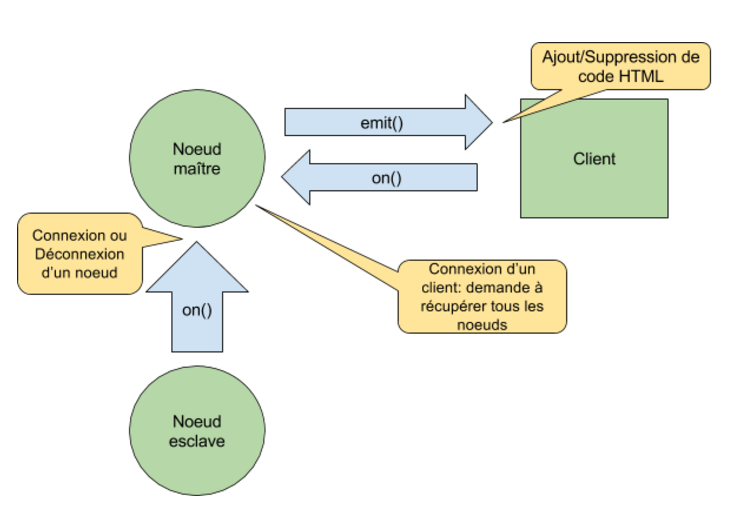 Ajout/Suppression de
code HTML
emit()
Noeud
maître
Client
on()
Connexion ou
Déconnexion
d'un noeud
Connexion d'un
client: demande à
récupérer tous les
noeuds
on()
Noeud
esclave